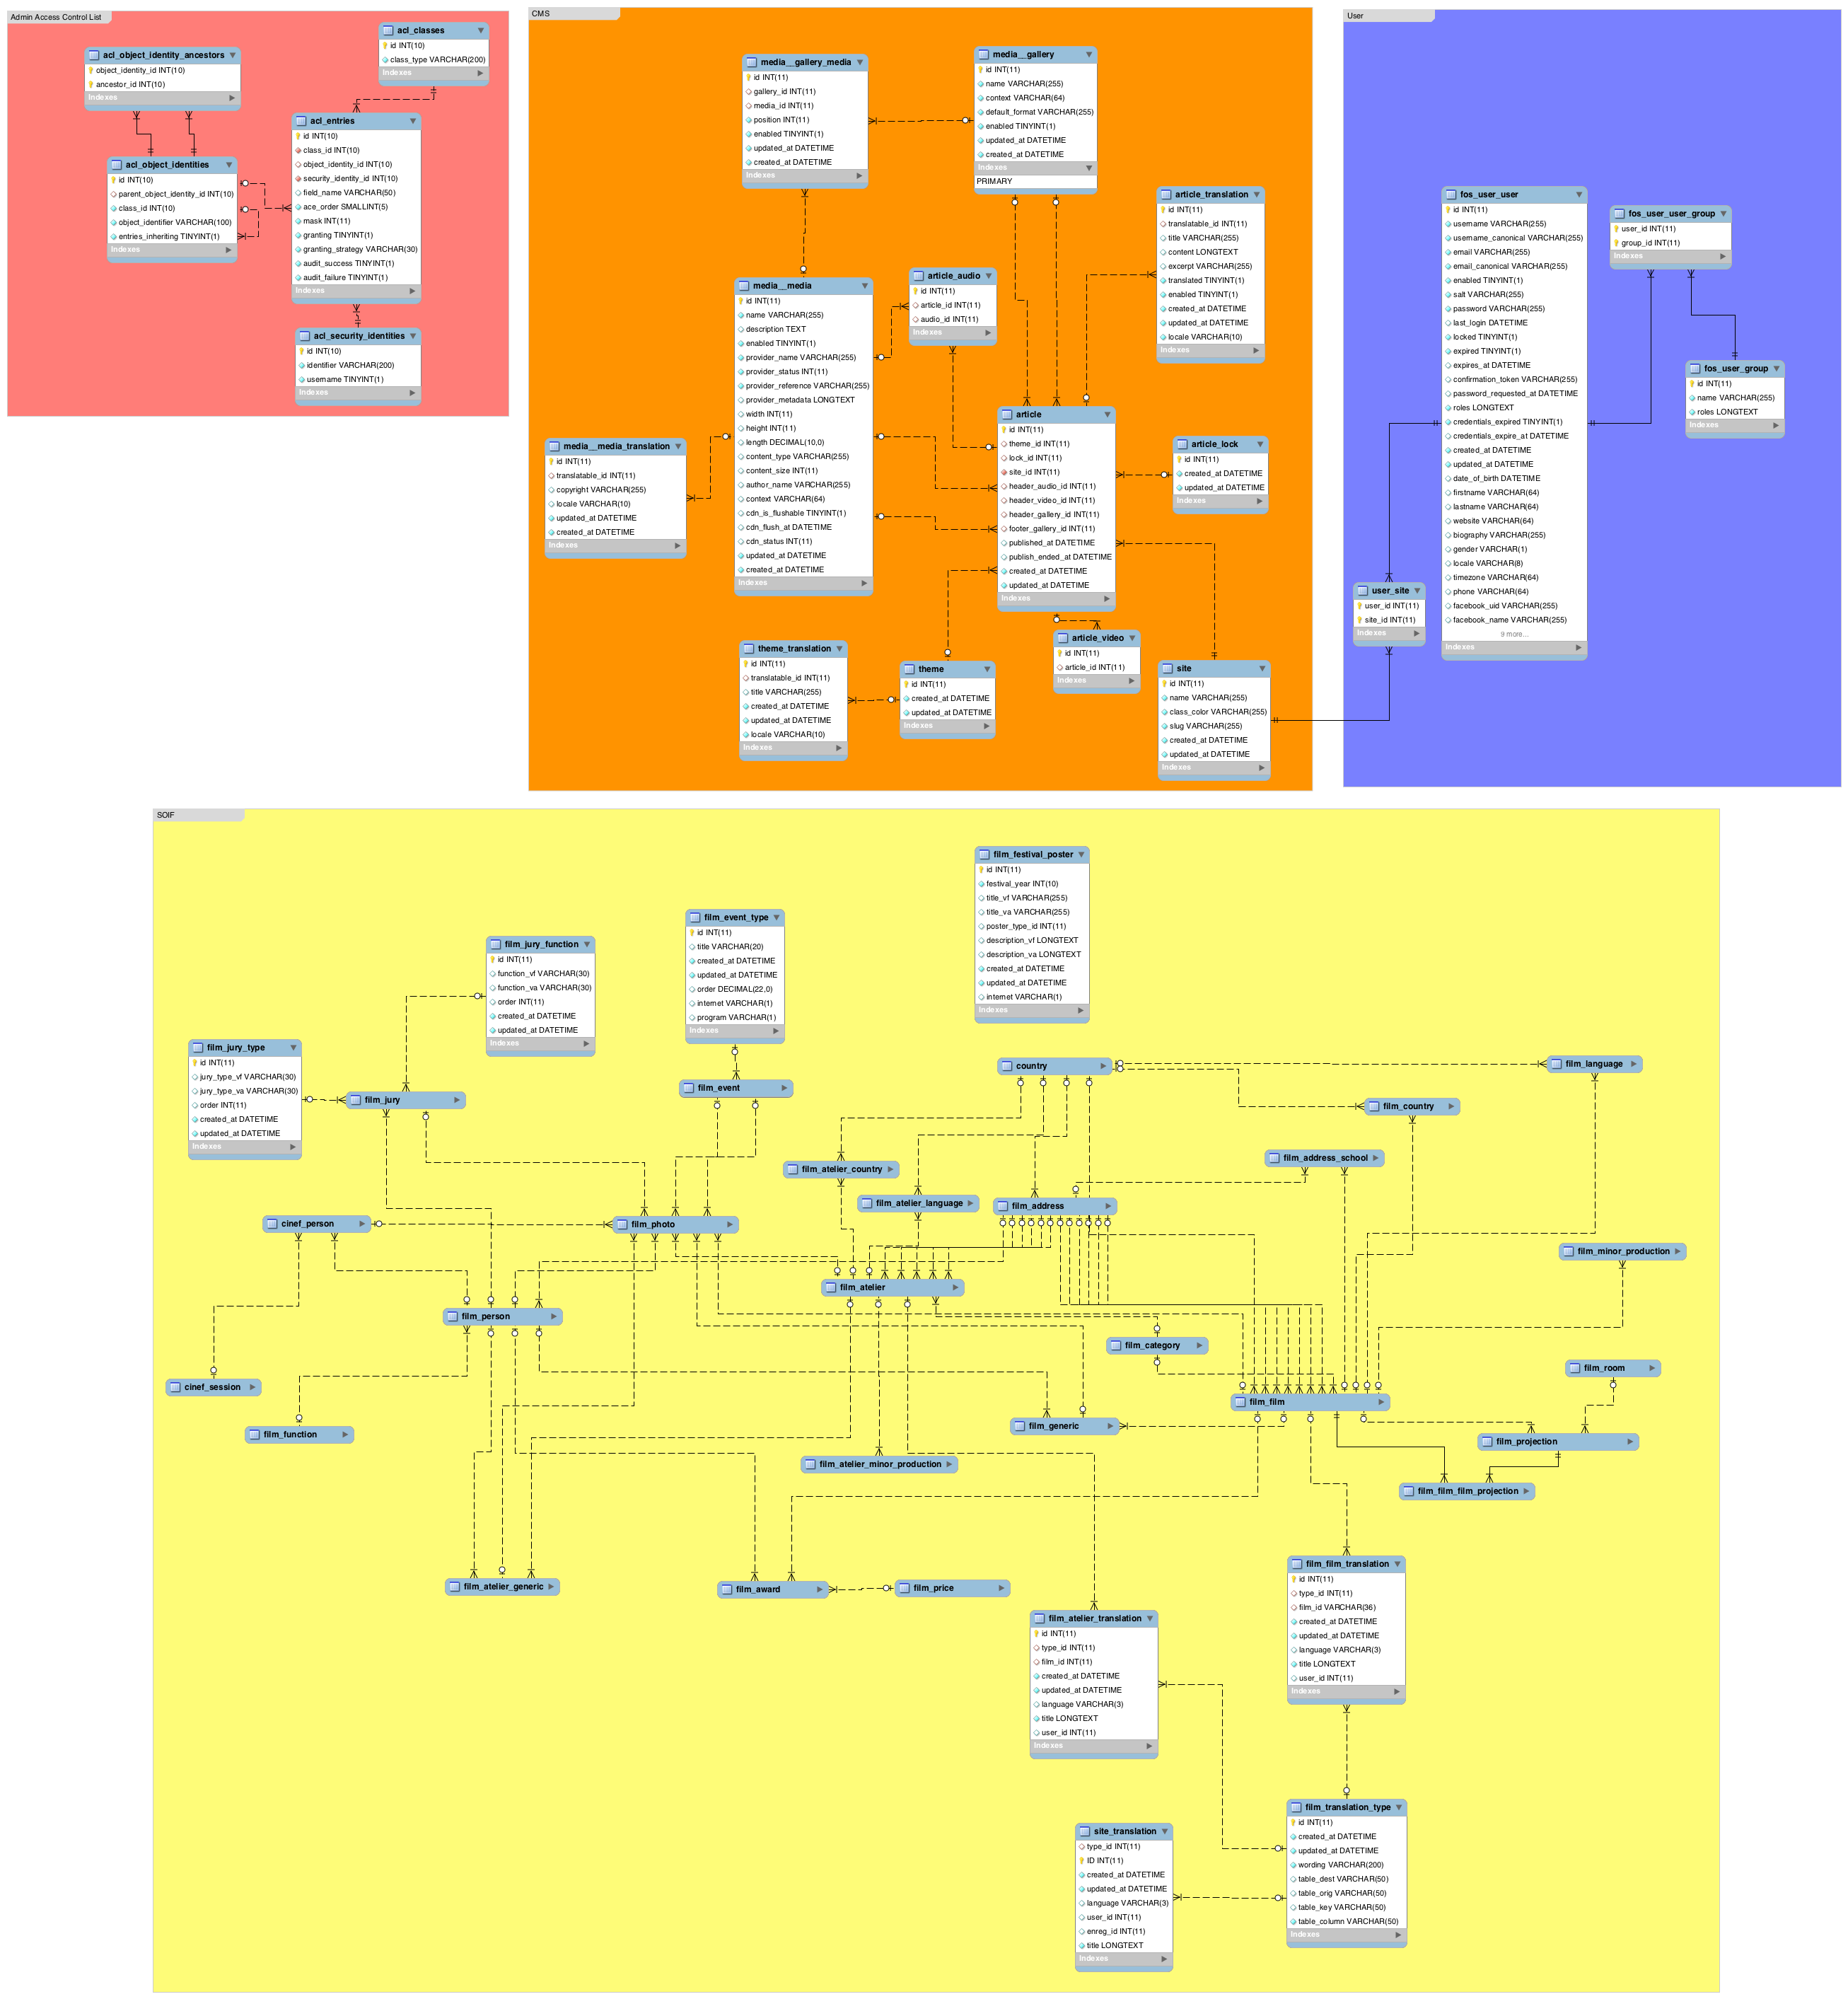 Admin Access Control List
acl_classes
id INT(10)
class_type VARCHAR(200)
Indexes
acl_object_identity_ancestors
object_identity_id INT(10)
ancestor_id INT(10)
Indexes
acl_entries
id INT(10)
class_id INT(10)
object_identity_id INT(10)
security_identity_id INT(10)
field_name VARCHAR(50)
ace_order SMALLINT(5)
mask INT(11)
granting TINYINT(1)
granting_strategy VARCHAR(30)
audit_success TINYINT(1)
audit_failure TINYINT(1)
Indexes
acl_object_identities
id INT(10)
parent_object_identity_id INT(10)
class_id INT(10)
object_identifier VARCHAR(100)
entries_inheriting TINYINT(1)
Indexes
acl_security_identities
id INT(10)
identifier VARCHAR(200)
username TINYINT(1)
Indexes
CMS
media__gallery_media
id INT(11)
gallery_id INT(11)
media_id INT(11)
position INT(11)
enabled TINYINT(1)
updated_at DATETIME
created_at DATETIME
Indexes
media__gallery
id INT(11)
name VARCHAR(255)
context VARCHAR(64)
default_format VARCHAR(255)
enabled TINYINT(1)
updated_at DATETIME
created_at DATETIME
Indexes
PRIMARY
article_translation
id INT(11)
translatable_id INT(11)
title VARCHAR(255)
content LONGTEXT
excerpt VARCHAR(255)
translated TINYINT(1)
enabled TINYINT(1)
created_at DATETIME
updated_at DATETIME
locale VARCHAR(10)
Indexes
article_audio
id INT(11)
article_id INT(11)
audio_id INT(11)
Indexes
media__media
id INT(11)
name VARCHAR(255)
description TEXT
enabled TINYINT(1)
provider_name VARCHAR(255)
provider_status INT(11)
provider_reference VARCHAR(255)
provider_metadata LONGTEXT
width INT(11)
height INT(11)
length DECIMAL(10,0)
content_type VARCHAR(255)
content_size INT(11)
author_name VARCHAR(255)
context VARCHAR(64)
cdn_is_flushable TINYINT(1)
cdn_flush_at DATETIME
cdn_status INT(11)
updated_at DATETIME
created_at DATETIME
Indexes
article
id INT(11)
theme_id INT(11)
lock_id INT(11)
site_id INT(11)
header_audio_id INT(11)
header_video_id INT(11)
header_gallery_id INT(11)
footer_gallery_id INT(11)
published_at DATETIME
publish_ended_at DATETIME
created_at DATETIME
updated_at DATETIME
Indexes
article_lock
id INT(11)
created_at DATETIME
updated_at DATETIME
Indexes
media__media_translation
id INT(11)
translatable_id INT(11)
copyright VARCHAR(255)
locale VARCHAR(10)
updated_at DATETIME
created_at DATETIME
Indexes
article_video
id INT(11)
article_id INT(11)
Indexes
theme_translation
id INT(11)
translatable_id INT(11)
title VARCHAR(255)
created_at DATETIME
updated_at DATETIME
locale VARCHAR(10)
Indexes
theme
id INT(11)
created_at DATETIME
updated_at DATETIME
Indexes
site
id INT(11)
name VARCHAR(255)
class_color VARCHAR(255)
slug VARCHAR(255)
created_at DATETIME
updated_at DATETIME
Indexes
User
fos_user_user
id INT(11)
username VARCHAR(255)
username_canonical VARCHAR(255)
email VARCHAR(255)
email_canonical VARCHAR(255)
enabled TINYINT(1)
salt VARCHAR(255)
password VARCHAR(255)
last_login DATETIME
locked TINYINT(1)
expired TINYINT(1)
expires_at DATETIME
confirmation_token VARCHAR(255)
password_requested_at DATETIME
roles LONGTEXT
credentials_expired TINYINT(1)
credentials_expire_at DATETIME
created_at DATETIME
updated_at DATETIME
date_of_birth DATETIME
firstname VARCHAR(64)
lastname VARCHAR(64)
website VARCHAR(64)
biography VARCHAR(255)
gender VARCHAR(1)
locale VARCHAR(8)
timezone VARCHAR(64)
phone VARCHAR(64)
facebook_uid VARCHAR(255)
facebook_name VARCHAR(255)
9 more...
Indexes
fos_user_user_group
user_id INT(11)
group_id INT(11)
Indexes
fos_user_group
id INT(11)
name VARCHAR(255)
roles LONGTEXT
Indexes
user_site
user_id INT(11)
site_id INT(11)
Indexes
SOIF
film_festival_poster
id INT(11)
festival_year INT(10)
title_vf VARCHAR(255)
title_va VARCHAR(255)
poster_type_id INT(11)
description_vf LONGTEXT
description_va LONGTEXT
created_at DATETIME
updated_at DATETIME
internet VARCHAR(1)
Indexes
film_event_type
id INT(11)
title VARCHAR(20)
created_at DATETIME
updated_at DATETIME
order DECIMAL(22,0)
internet VARCHAR(1)
program VARCHAR(1)
Indexes
film_jury_function
id INT(11)
function_vf VARCHAR(30)
function_va VARCHAR(30)
order INT(11)
created_at DATETIME
updated_at DATETIME
Indexes
film_jury_type
id INT(11)
jury_type_vf VARCHAR(30)
jury_type_va VARCHAR(30)
order INT(11)
created_at DATETIME
updated_at DATETIME
Indexes
film_jury
film_event
country
film_language
film_country
film_address_school
film_atelier_country
film_atelier_language
film_address
cinef_person
film_photo
film_minor_production
film_atelier
film_person
film_category
film_room
cinef_session
film_film
film_generic
film_function
film_projection
film_atelier_minor_production
film_film_film_projection
film_atelier_generic
film_award
film_price
film_film_translation
id INT(11)
type_id INT(11)
film_id VARCHAR(36)
created_at DATETIME
updated_at DATETIME
language VARCHAR(3)
title LONGTEXT
user_id INT(11)
Indexes
film_atelier_translation
id INT(11)
type_id INT(11)
film_id INT(11)
created_at DATETIME
updated_at DATETIME
language VARCHAR(3)
title LONGTEXT
user_id INT(11)
Indexes
film_translation_type
id INT(11)
created_at DATETIME
updated_at DATETIME
wording VARCHAR(200)
table_dest VARCHAR(50)
table_orig VARCHAR(50)
table_key VARCHAR(50)
table_column VARCHAR(50)
Indexes
site_translation
type_id INT(11)
ID INT(11)
created_at DATETIME
updated_at DATETIME
language VARCHAR(3)
user_id INT(11)
enreg_id INT(11)
title LONGTEXT
Indexes